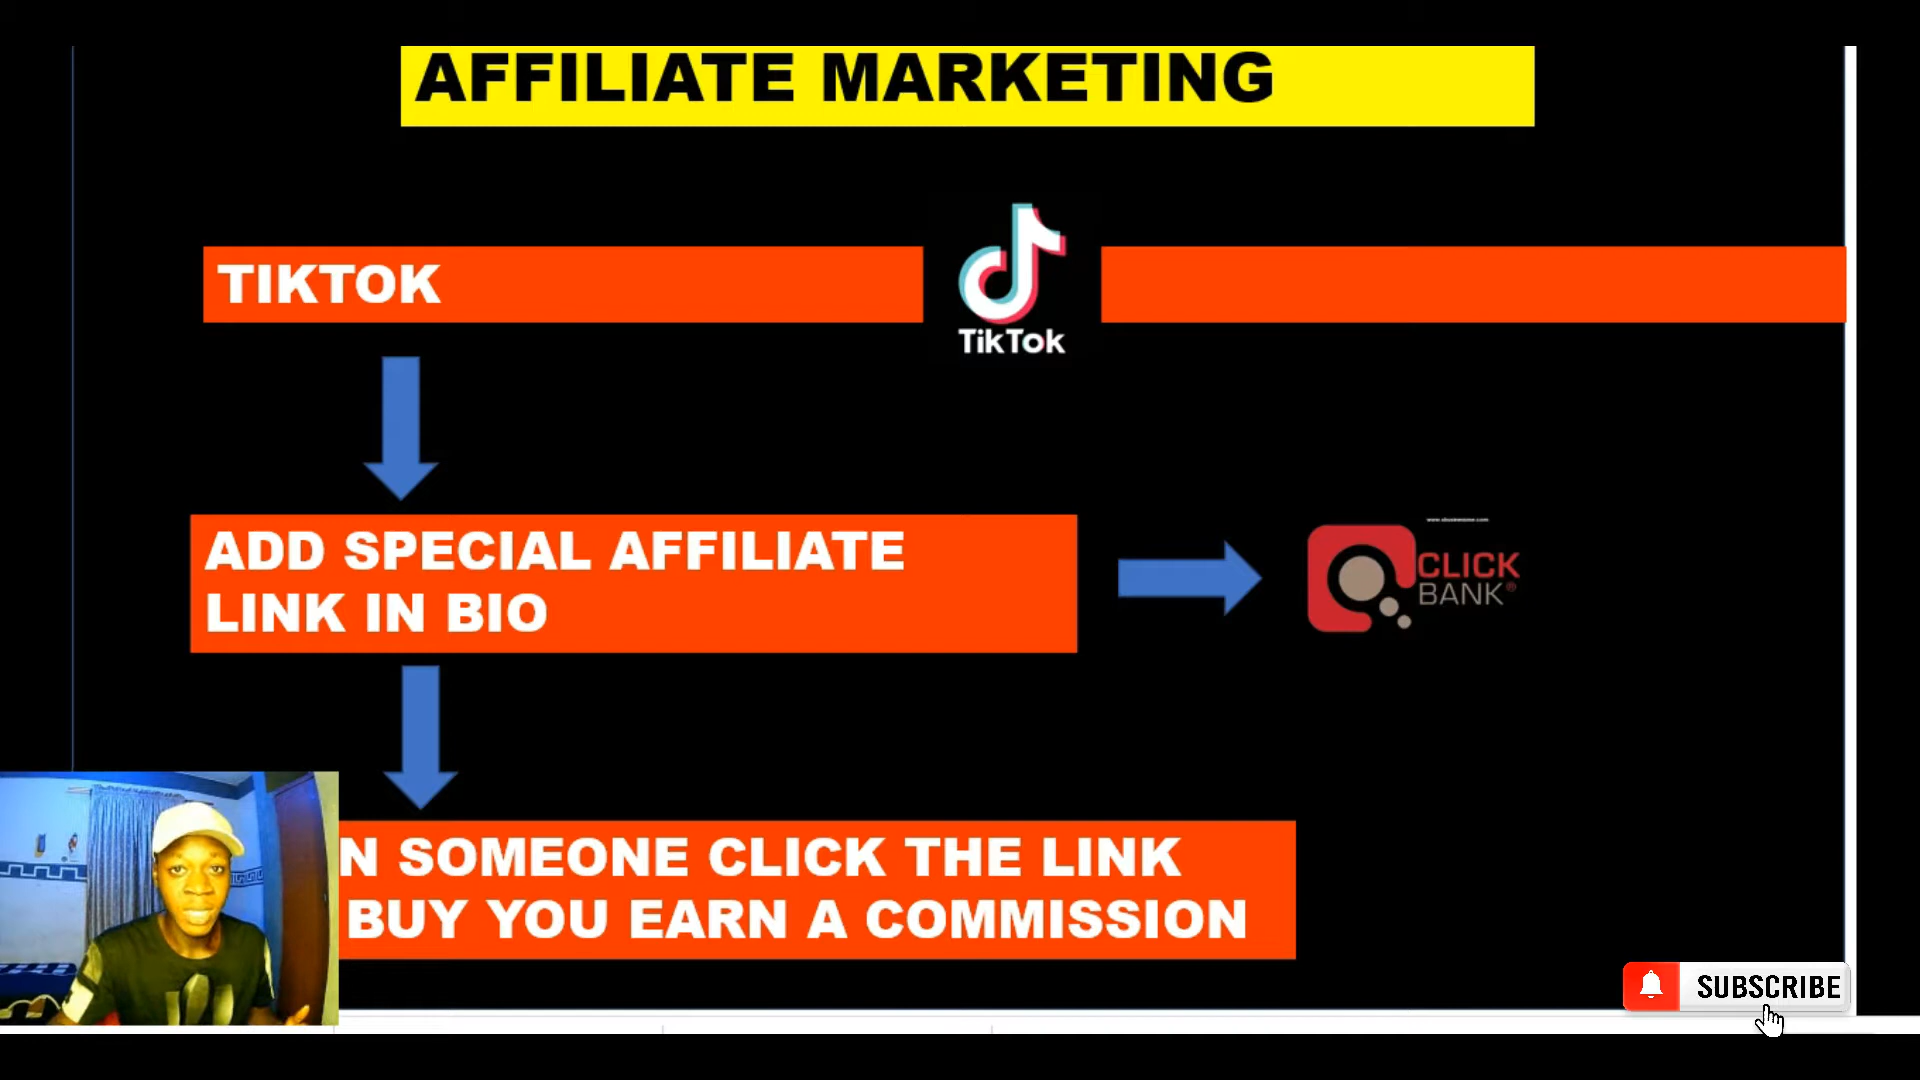 AFFILIATE MARKETING
TIKTOK
TikTok
ADD SPECIAL AFFILIATE
LINK IN BIO
CLICK
BANK®
N SOMEONE CLICK THE LINK
BUY YOU EARN A COMMISSION
SUBSCRIBE